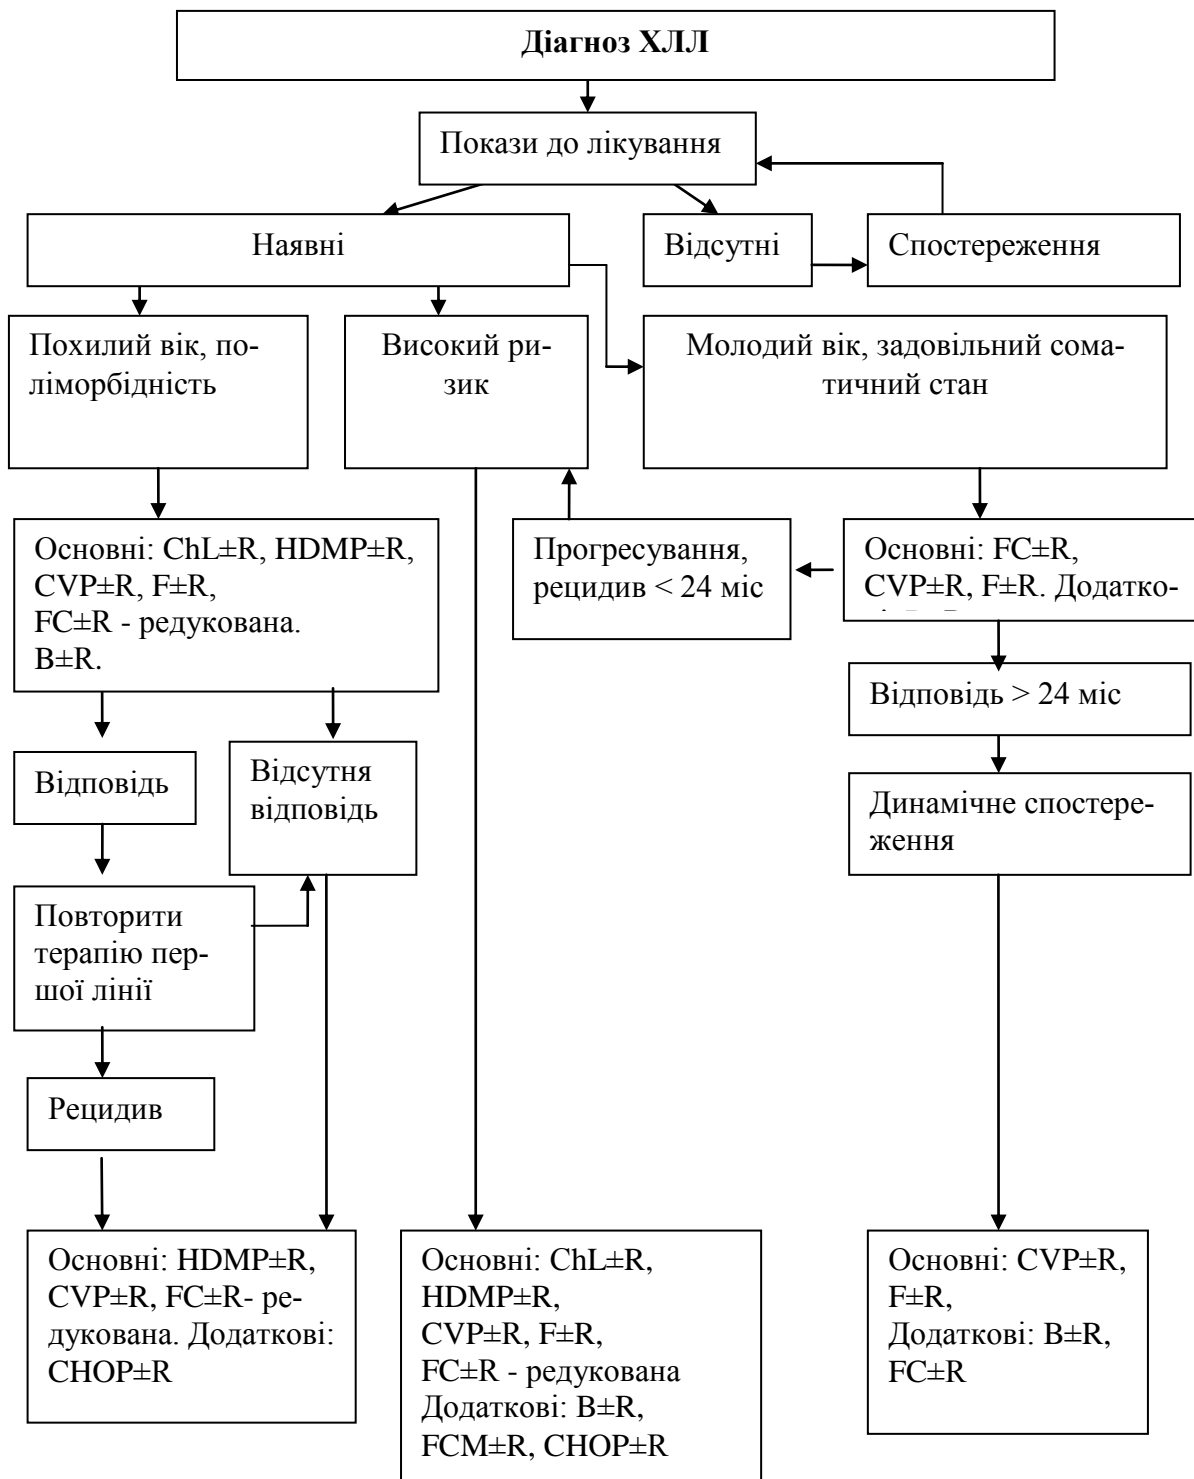 Діагноз ХЛЛ
Покази до лікування
Наявні
Відсутні
Спостереження
Похилий вік, по-
ліморбідність
Високий ри-
зик
Молодий вік, задовільний сома-
тичний стан
Основні: ChL±R, HDMP±R,
CVP±R, F±R,
FC±R - редукована.
B±R.
Прогресування,
рецидив < 24 міс
Основні: FC±R,
CVP±R, F±R. Додатко-
Відповідь > 24 міс
Відповідь
Відсутня
відповідь
Динамічне спостере-
ження
Повторити
терапію пер-
шої лінії
Рецидив
Основні: HDMP±R,
CVP±R, FC±R- ре-
дукована. Додаткові:
CHOP±R
Основні: ChL±R,
HDMP±R,
CVP±R, F±R,
FC±R - редукована
Додаткові: B±R,
FCM±R, CHOP±R
Основні: CVP±R,
F±R,
Додаткові: B±R,
FC±R